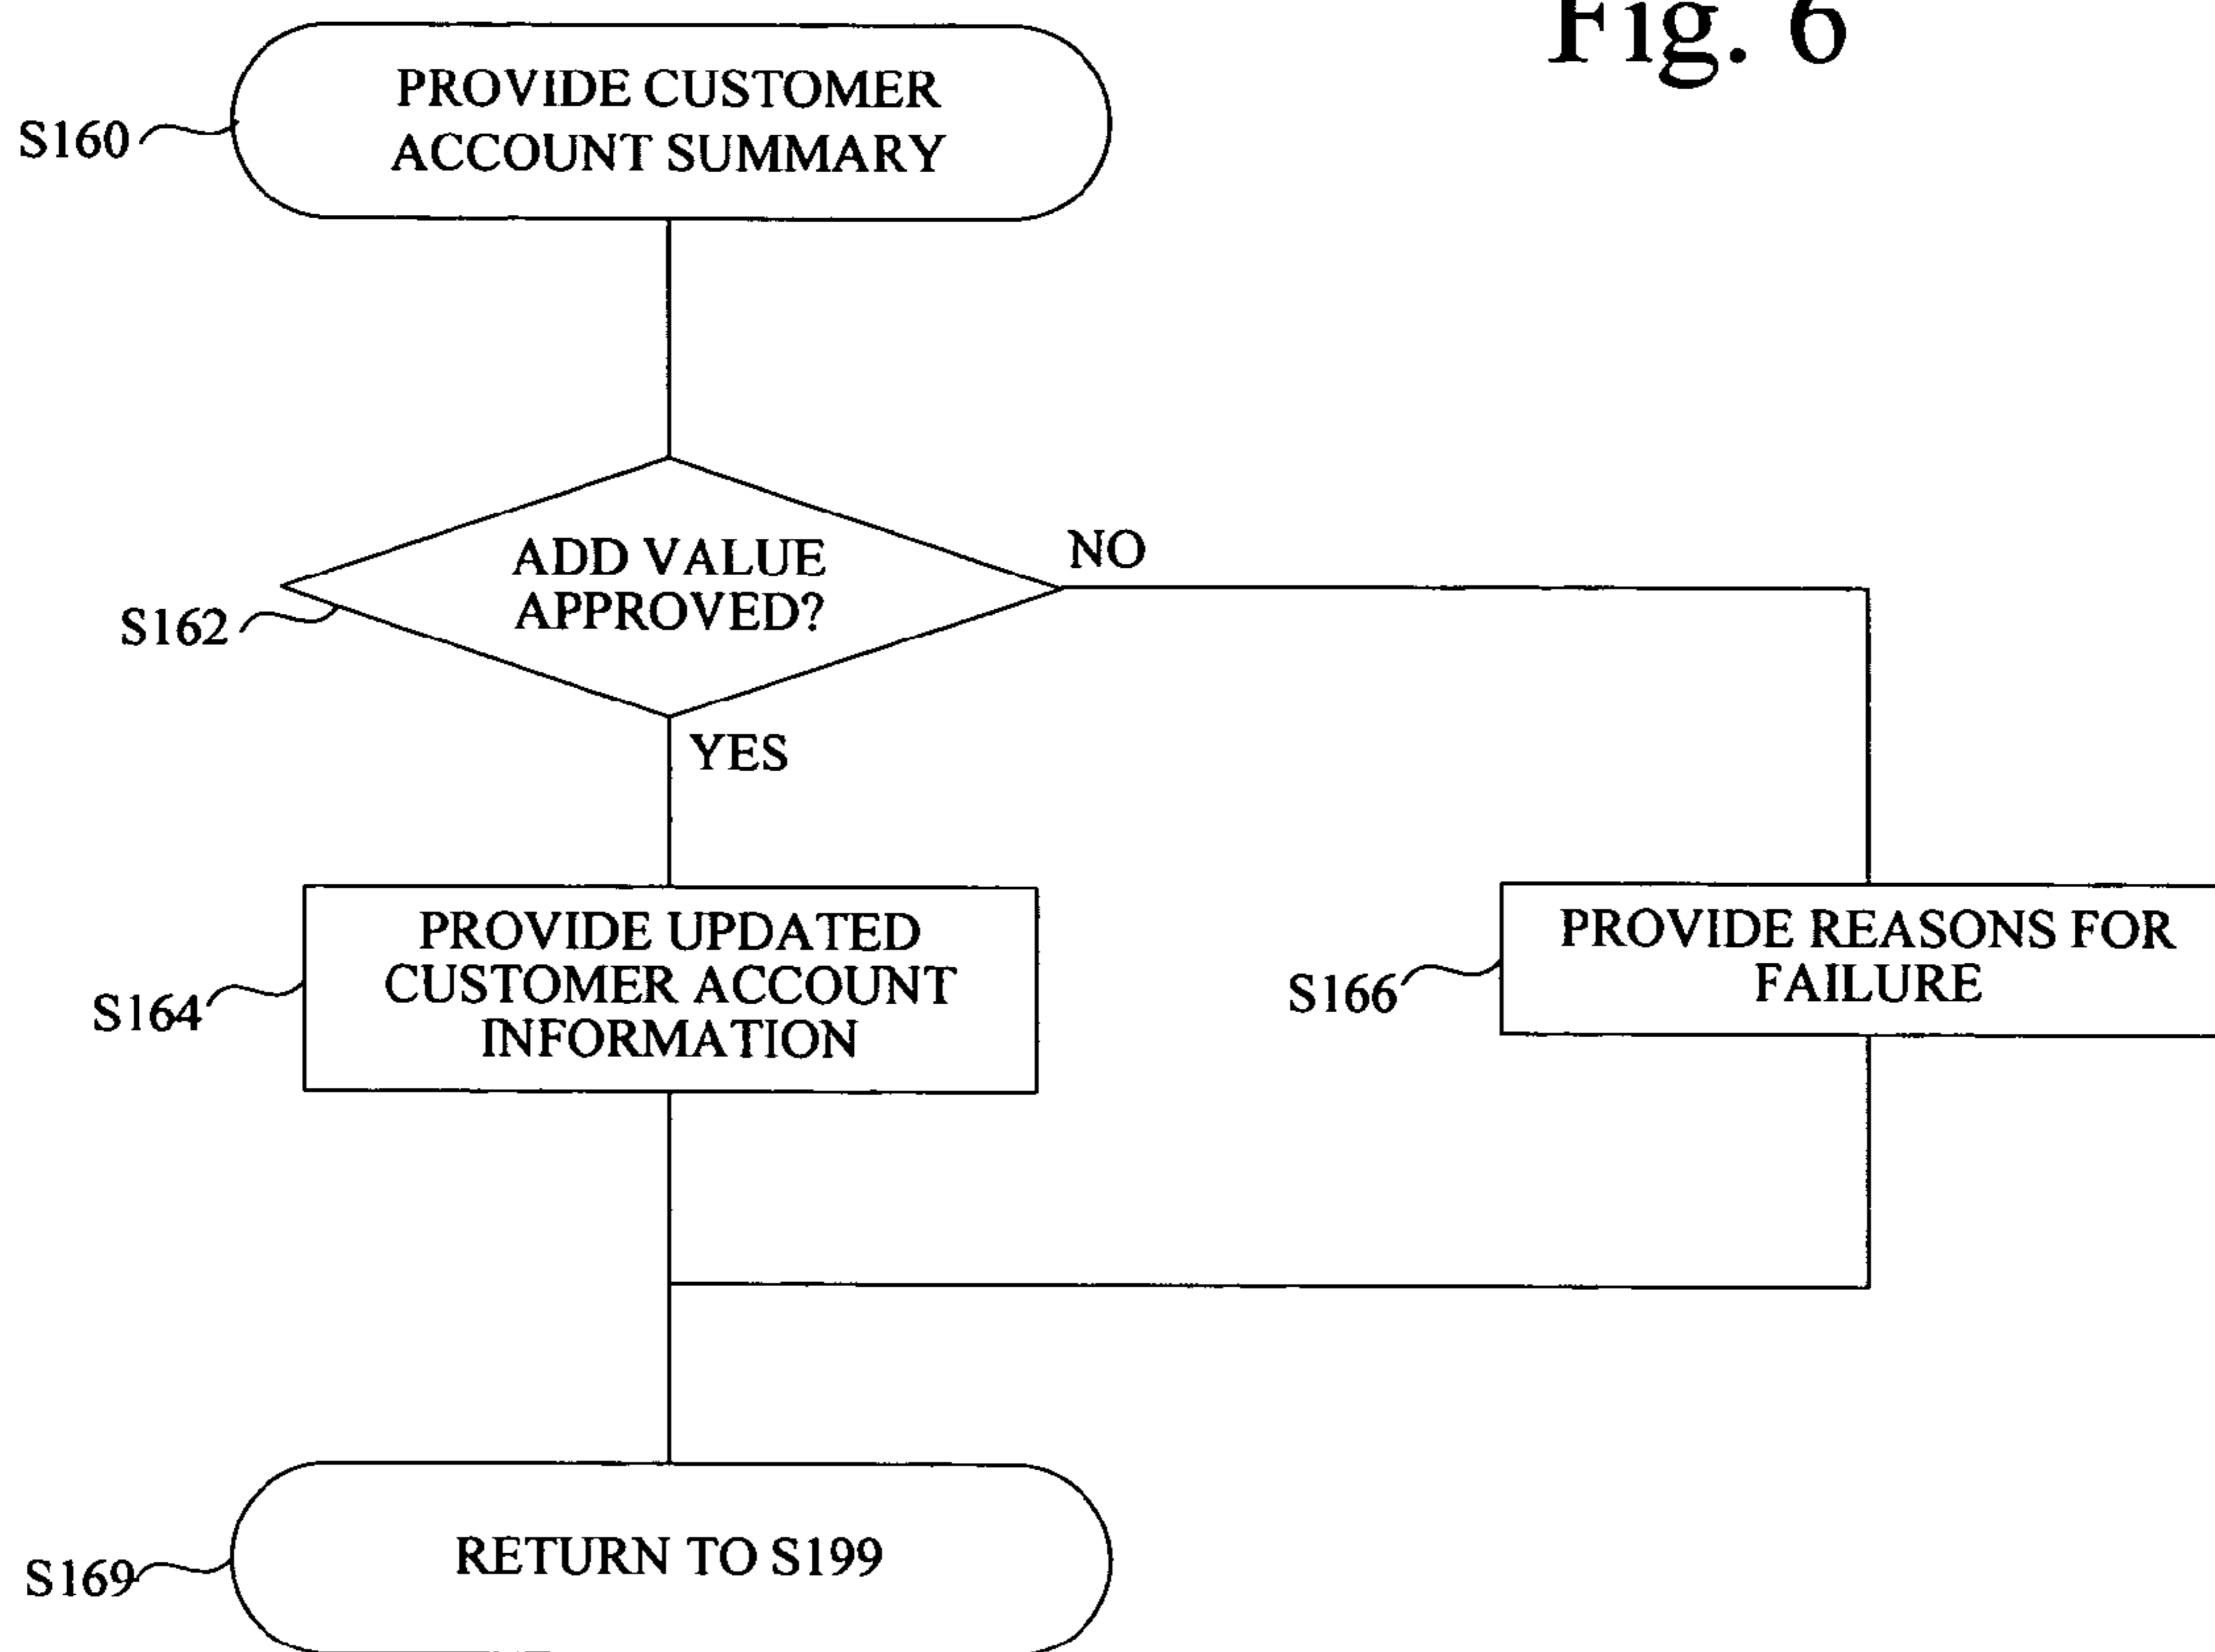 Fig. 6
PROVIDE CUSTOMER
ACCOUNT SUMMARY
S160
ADD VALUE
APPROVED?
NO
S162
YES
PROVIDE UPDATED
CUSTOMER ACCOUNT
INFORMATION
S164
PROVIDE REASONS FOR
FAILURE
S166
RETURN TO S199
S169